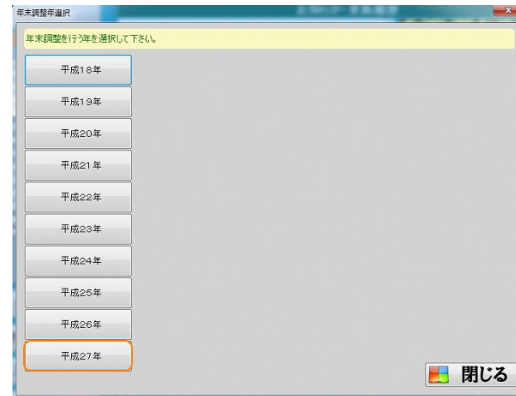 年末調整年選択
年末調整を行う年を選択して下さい。
平成18年
平成19年
平成20年
平成21年
平成22年
平成23年
平成24年
平成25年
平成26年
平成27年
閉じる